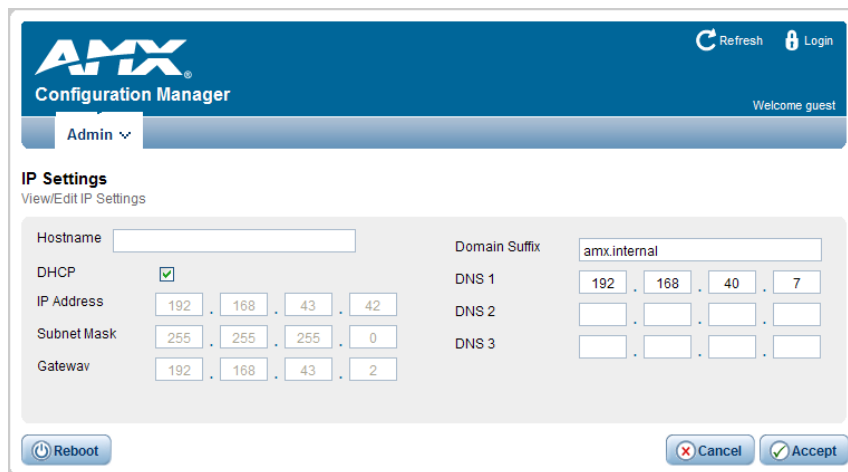 AMX®
Refresh
Login
Configuration Manager
Welcome guest
Admin
IP Settings
View/Edit IP Settings
Hostname
DHCP
IP Address 192 . 168 . 43 . 42
Subnet Mask 255 . 255 . 255 . 0
Gateway 192 . 168 . 43 . 2
Domain Suffix amx.internal
DNS 1 192 . 168 . 40 . 7
DNS 2 . . .
DNS 3 . . .
Reboot
Cancel
Accept